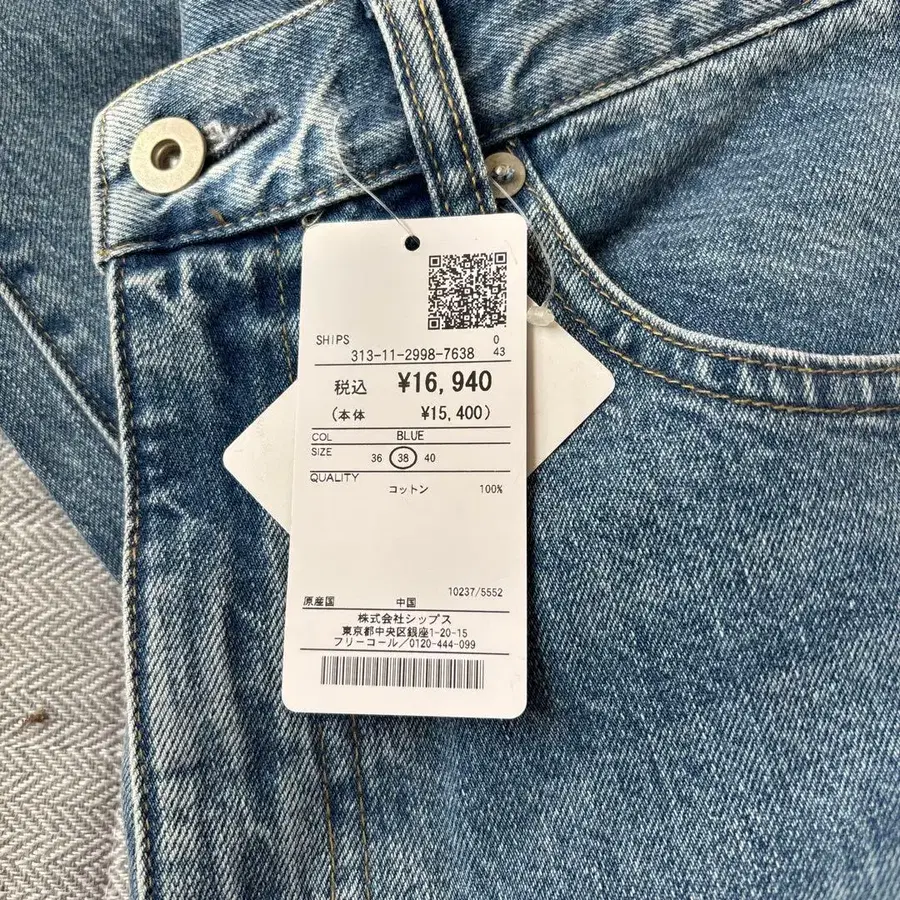 SHIPS 0
313-11-2998-7638 43
税込 ¥16,940
(本体 ¥15,400)
COL BLUE
SIZE 36 38 40
QUALITY
コットン 100%
10237/5552
原産国 中国
株式会社シップス
東京都中央区銀座1-20-15
フリーコール/0120-444-099